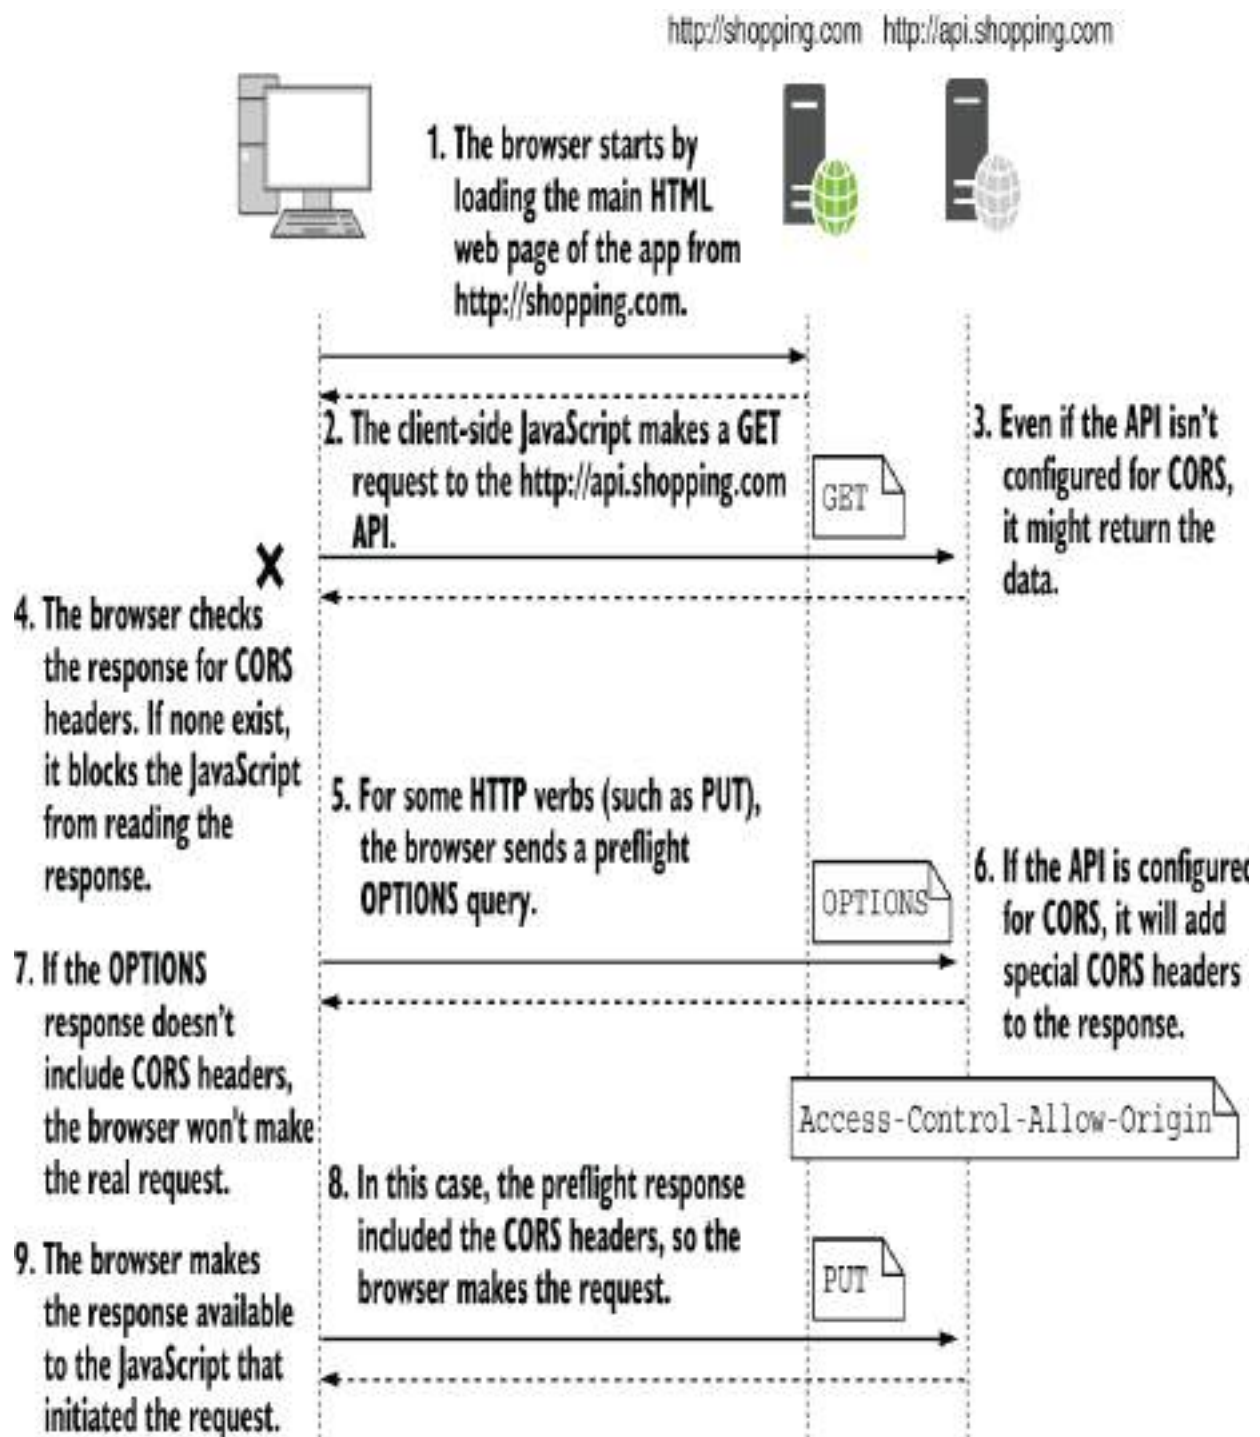 http://shopping.com http://api.shopping.com
1. The browser starts by
loading the main HTML
web page of the app from
http://shopping.com.
2. The client-side JavaScript makes a GET
request to the http://api.shopping.com
API.
GET
3. Even if the API isn't
configured for CORS,
it might return the
data.
4. The browser checks
the response for CORS
headers. If none exist,
it blocks the JavaScript
from reading the
response.
5. For some HTTP verbs (such as PUT),
the browser sends a preflight
OPTIONS query.
OPTIONS
6. If the API is configured
for CORS, it will add
special CORS headers
to the response.
7. If the OPTIONS
response doesn't
include CORS headers,
the browser won't make
the real request.
Access-Control-Allow-Origin
8. In this case, the preflight response
included the CORS headers, so the
browser makes the request.
PUT
9. The browser makes
the response available
to the JavaScript that
initiated the request.